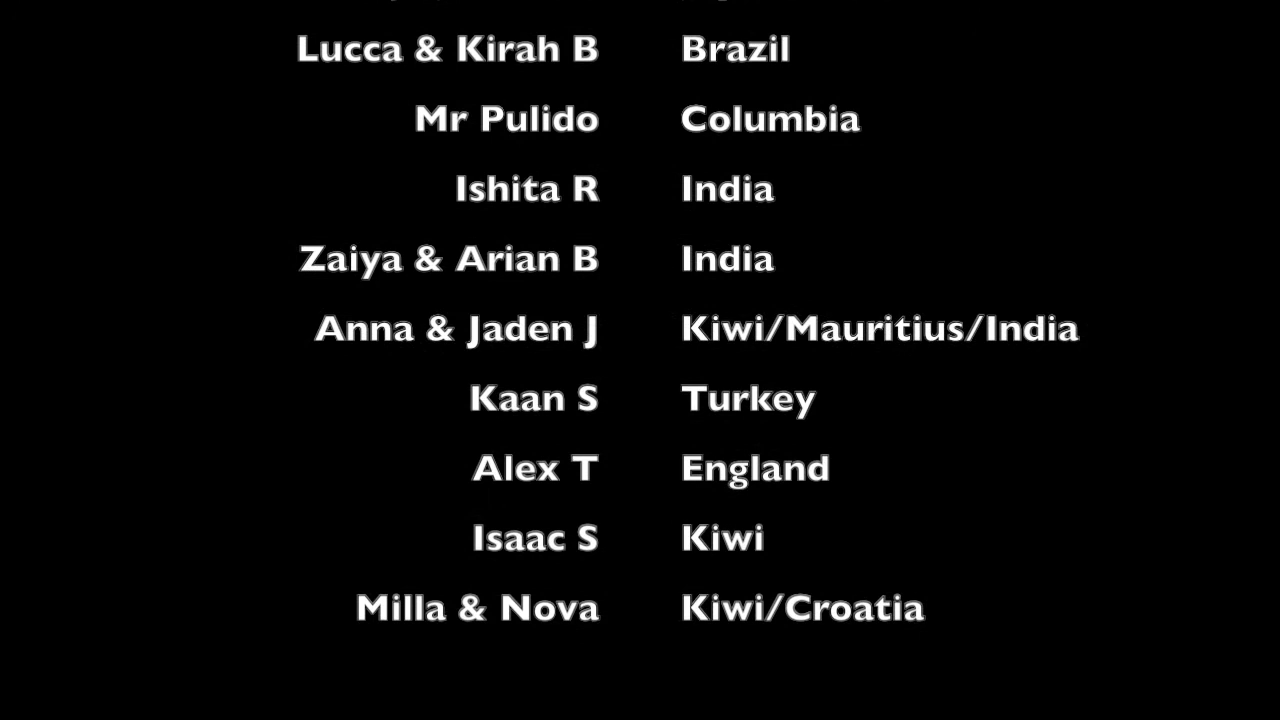 Lucca & Kirah B Brazil
Mr Pulido Columbia
Ishita R India
Zaiya & Arian B India
Anna & Jaden J Kiwi/Mauritius/India
Kaan S Turkey
Alex T England
Isaac S Kiwi
Milla & Nova Kiwi/Croatia